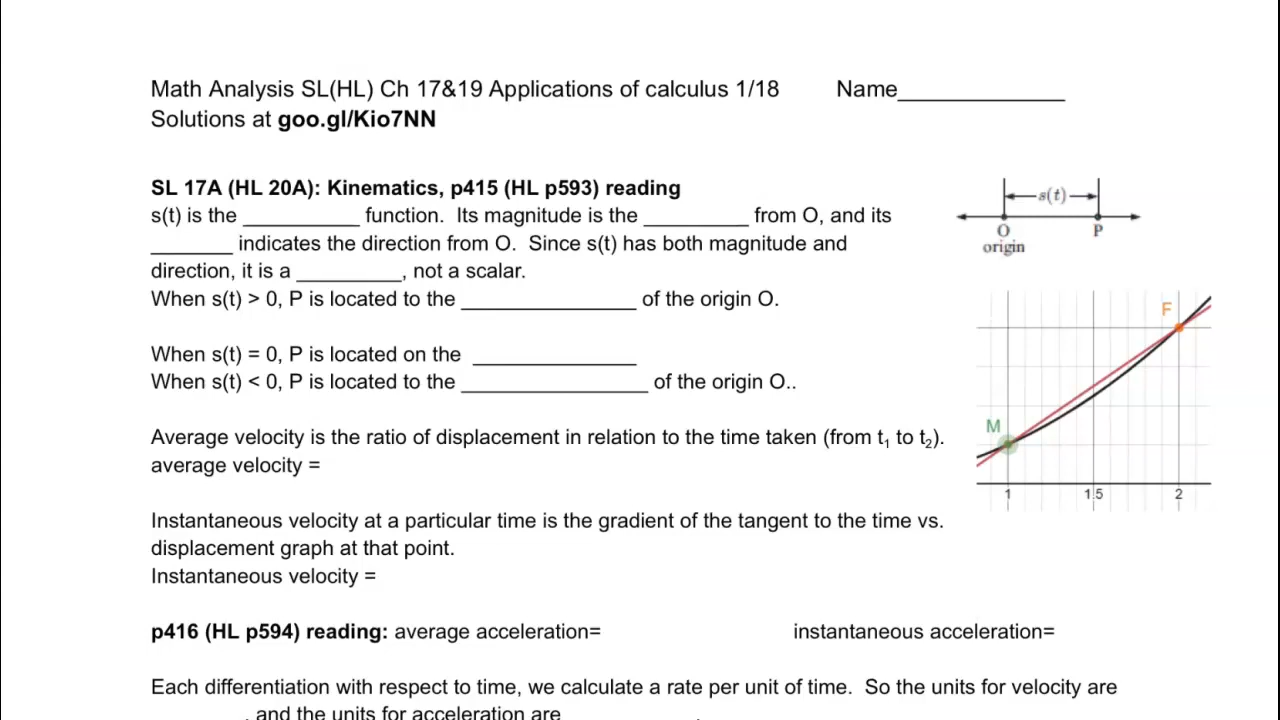 Math Analysis SL(HL) Ch 17&19 Applications of calculus 1/18 Name_______________
Solutions at goo.gl/Kio7NN
SL 17A (HL 20A): Kinematics, p415 (HL p593) reading
s(t) is the __________ function. Its magnitude is the _________ from O, and its
_______ indicates the direction from O. Since s(t) has both magnitude and
direction, it is a _________, not a scalar.
When s(t) > 0, P is located to the _______________ of the origin O.
When s(t) = 0, P is located on the ______________
When s(t) < 0, P is located to the ________________ of the origin O..
Average velocity is the ratio of displacement in relation to the time taken (from t₁ to t₂).
average velocity =
Instantaneous velocity at a particular time is the gradient of the tangent to the time vs.
displacement graph at that point.
Instantaneous velocity =
p416 (HL p594) reading: average acceleration= instantaneous acceleration=
Each differentiation with respect to time, we calculate a rate per unit of time. So the units for velocity are
________, and the units for acceleration are ____________.
s(t)
O P
origin
F
M
1 1.5 2